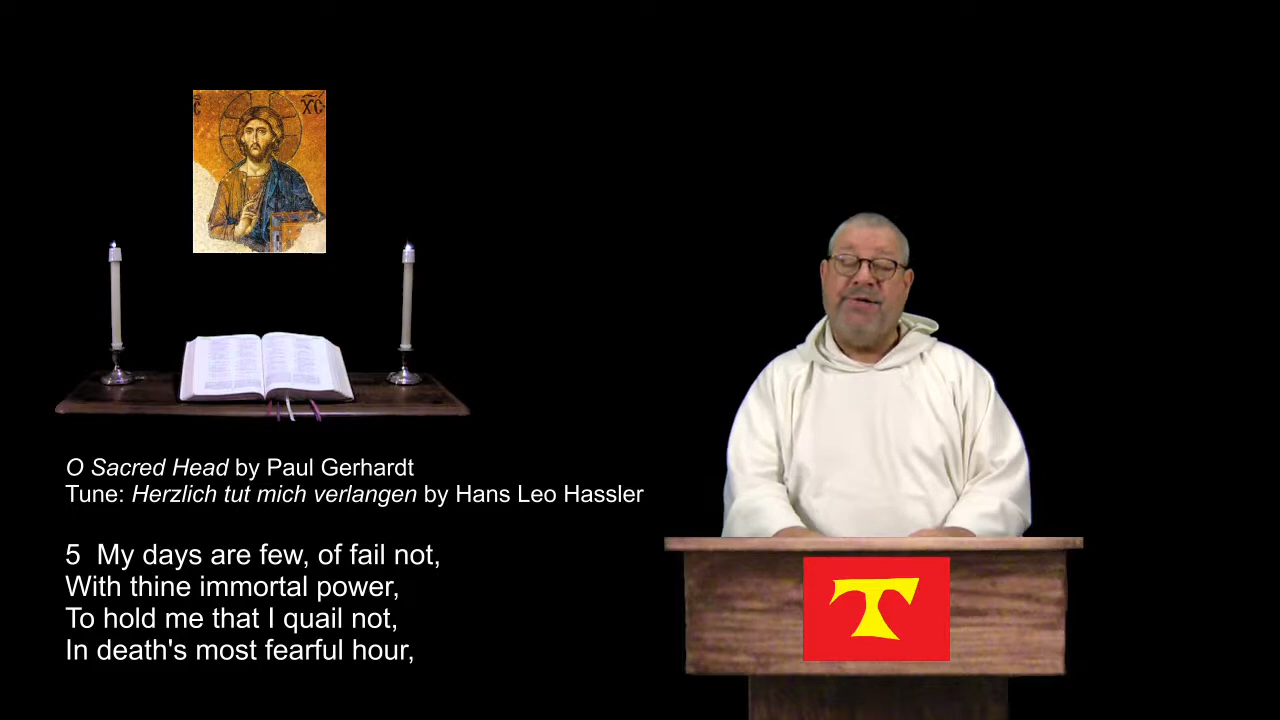 XC
O Sacred Head by Paul Gerhardt
Tune: Herzlich tut mich verlangen by Hans Leo Hassler
5 My days are few, of fail not,
With thine immortal power,
To hold me that I quail not,
In death's most fearful hour,
T